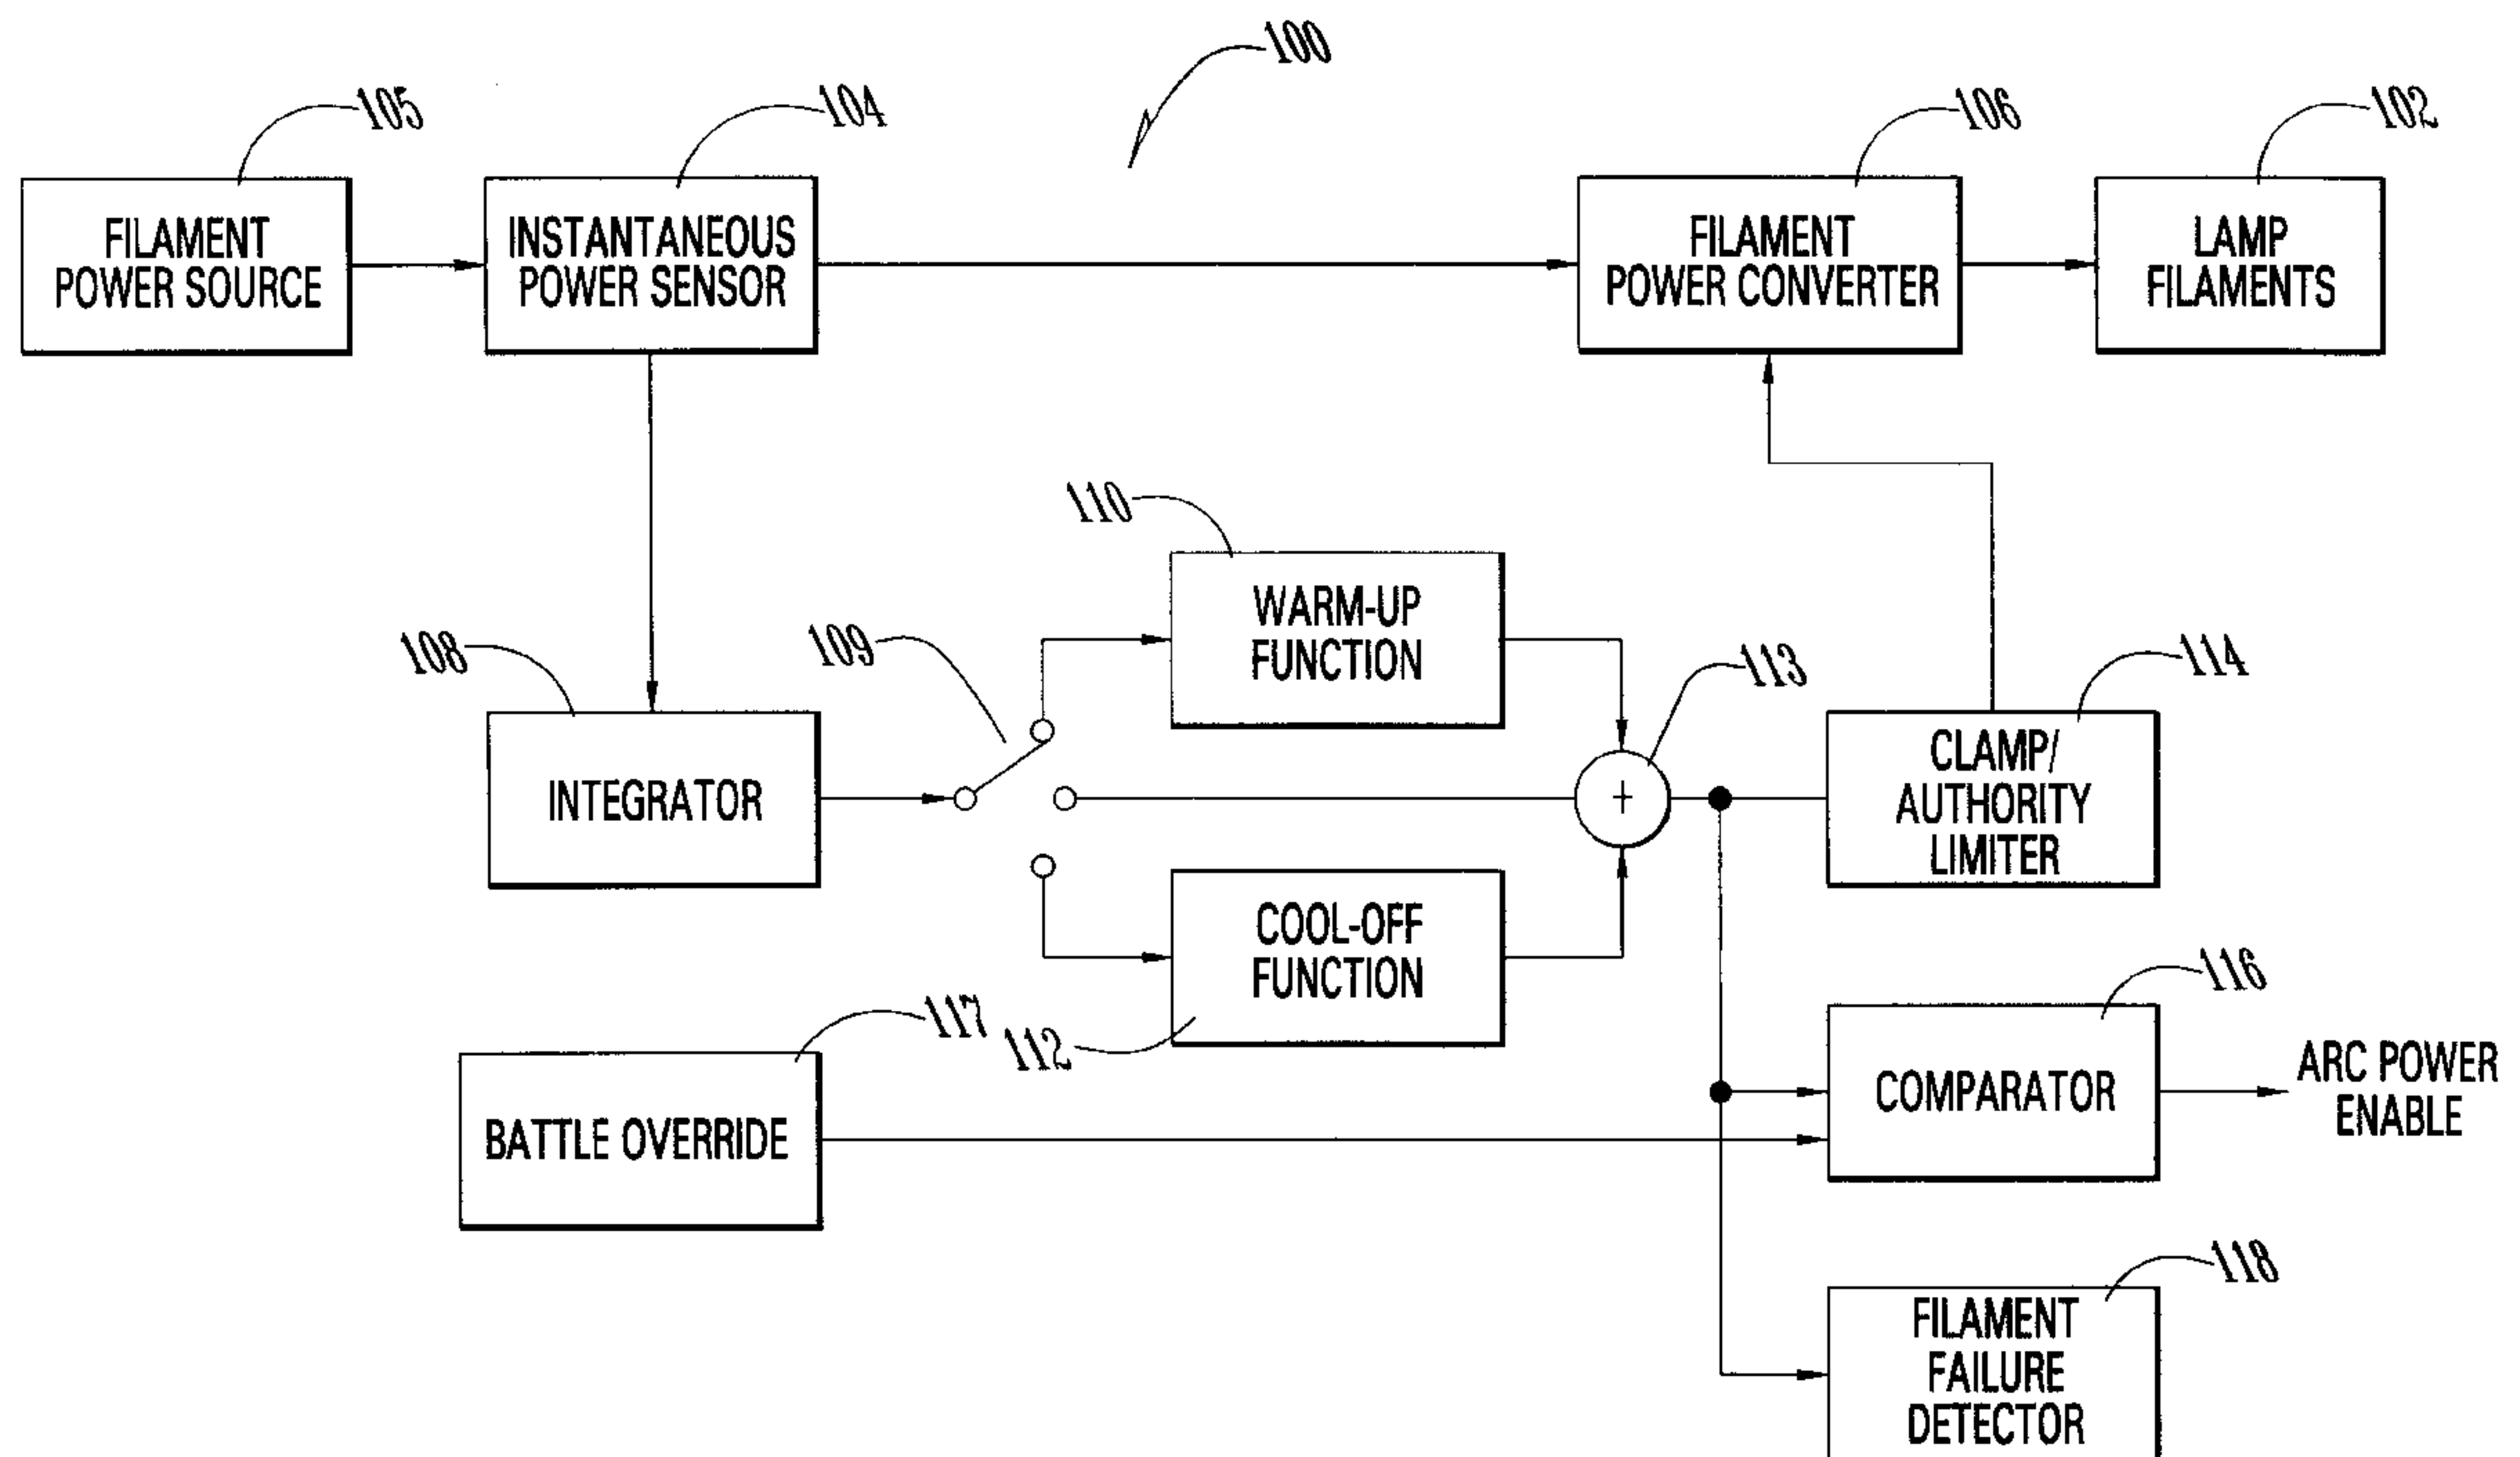 100
105
104
106
102
FILAMENT
POWER SOURCE
INSTANTANEOUS
POWER SENSOR
FILAMENT
POWER CONVERTER
LAMP
FILAMENTS
110
WARM-UP
FUNCTION
108
109
113
114
INTEGRATOR
+
CLAMP/
AUTHORITY
LIMITER
COOL-OFF
FUNCTION
117
112
116
BATTLE OVERRIDE
COMPARATOR
ARC POWER
ENABLE
118
FILAMENT
FAILURE
DETECTOR